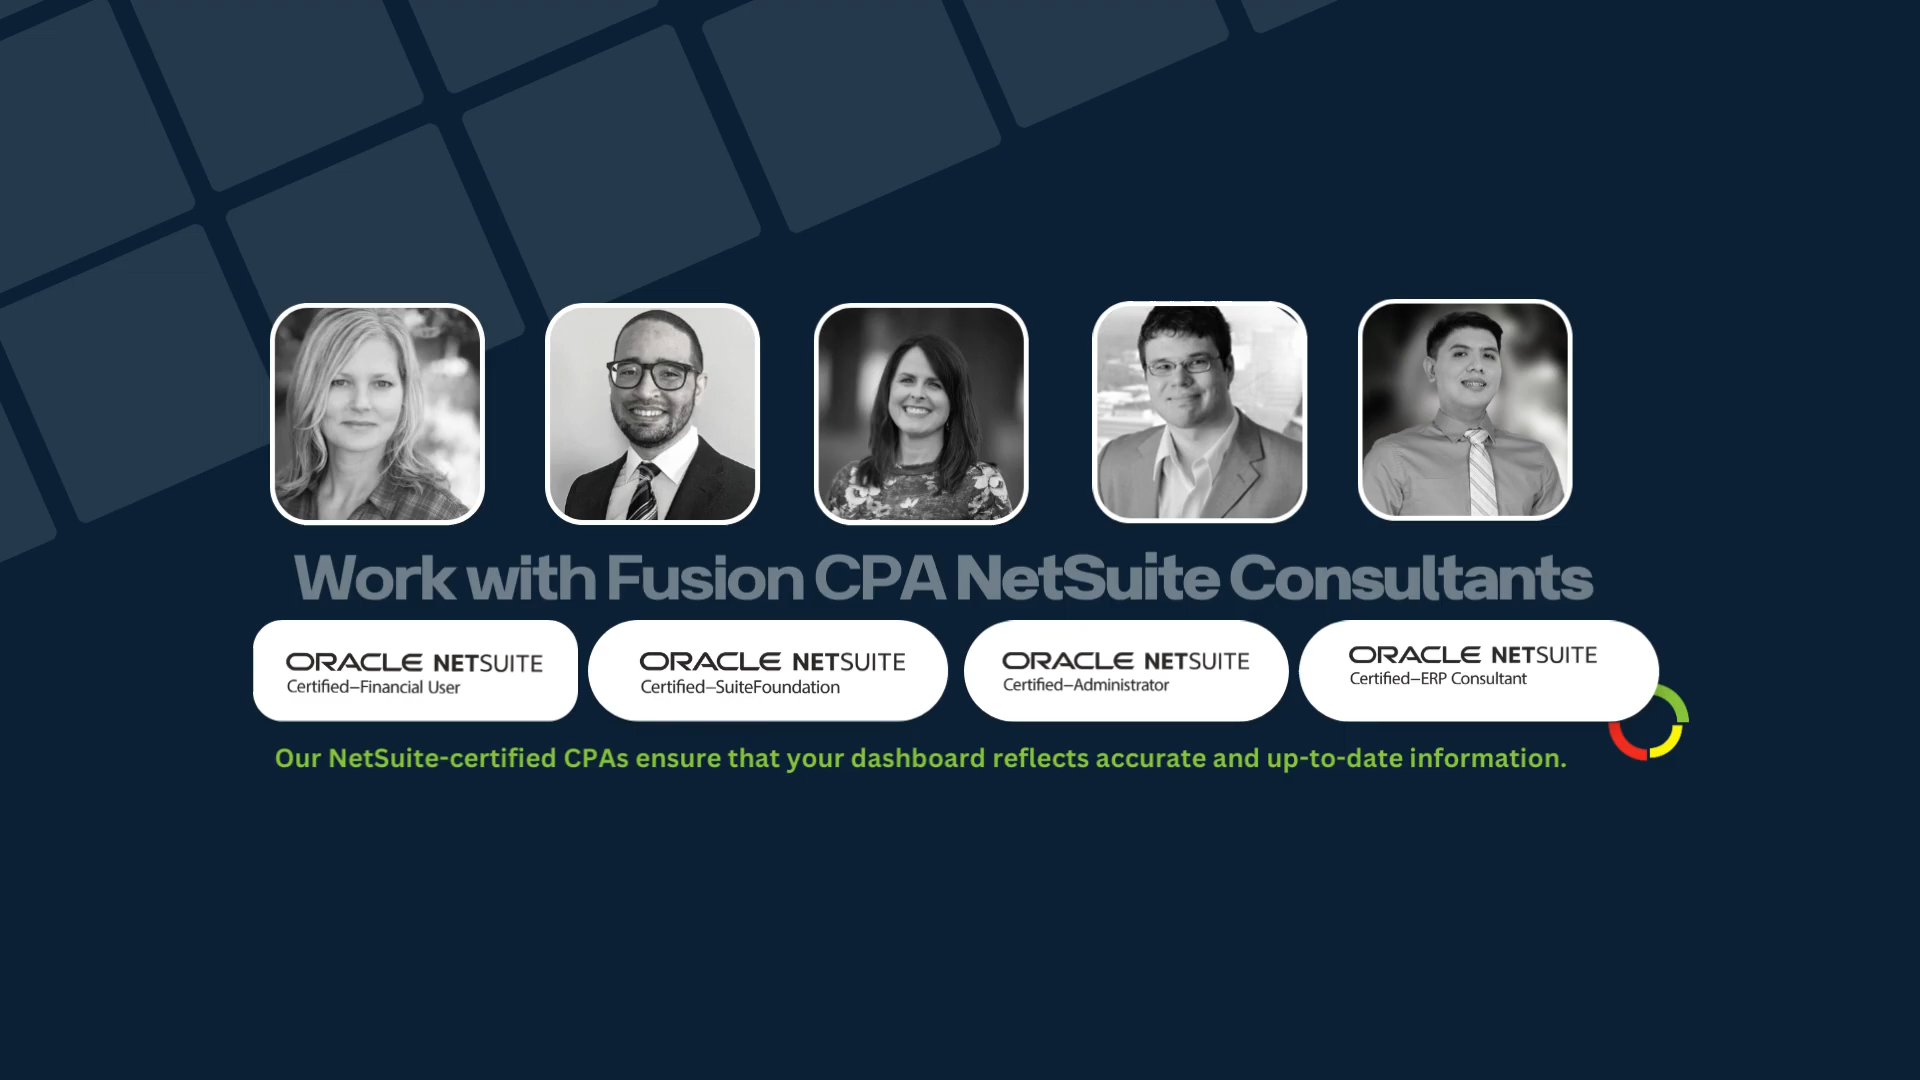 Work with Fusion CPA NetSuite Consultants
ORACLE NETSUITE
Certified–Financial User
ORACLE NETSUITE
Certified–SuiteFoundation
ORACLE NETSUITE
Certified–Administrator
ORACLE NETSUITE
Certified–ERP Consultant
Our NetSuite-certified CPAs ensure that your dashboard reflects accurate and up-to-date information.